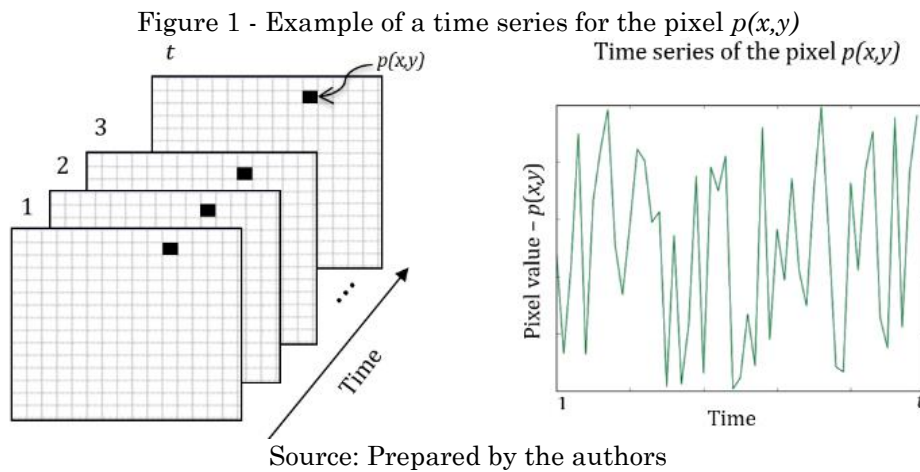 Figure 1 - Example of a time series for the pixel p(x,y)
t
p(x,y)
3
2
1
...
Time
Time series of the pixel p(x,y)
Pixel value – p(x,y)
1
Time
Source: Prepared by the authors